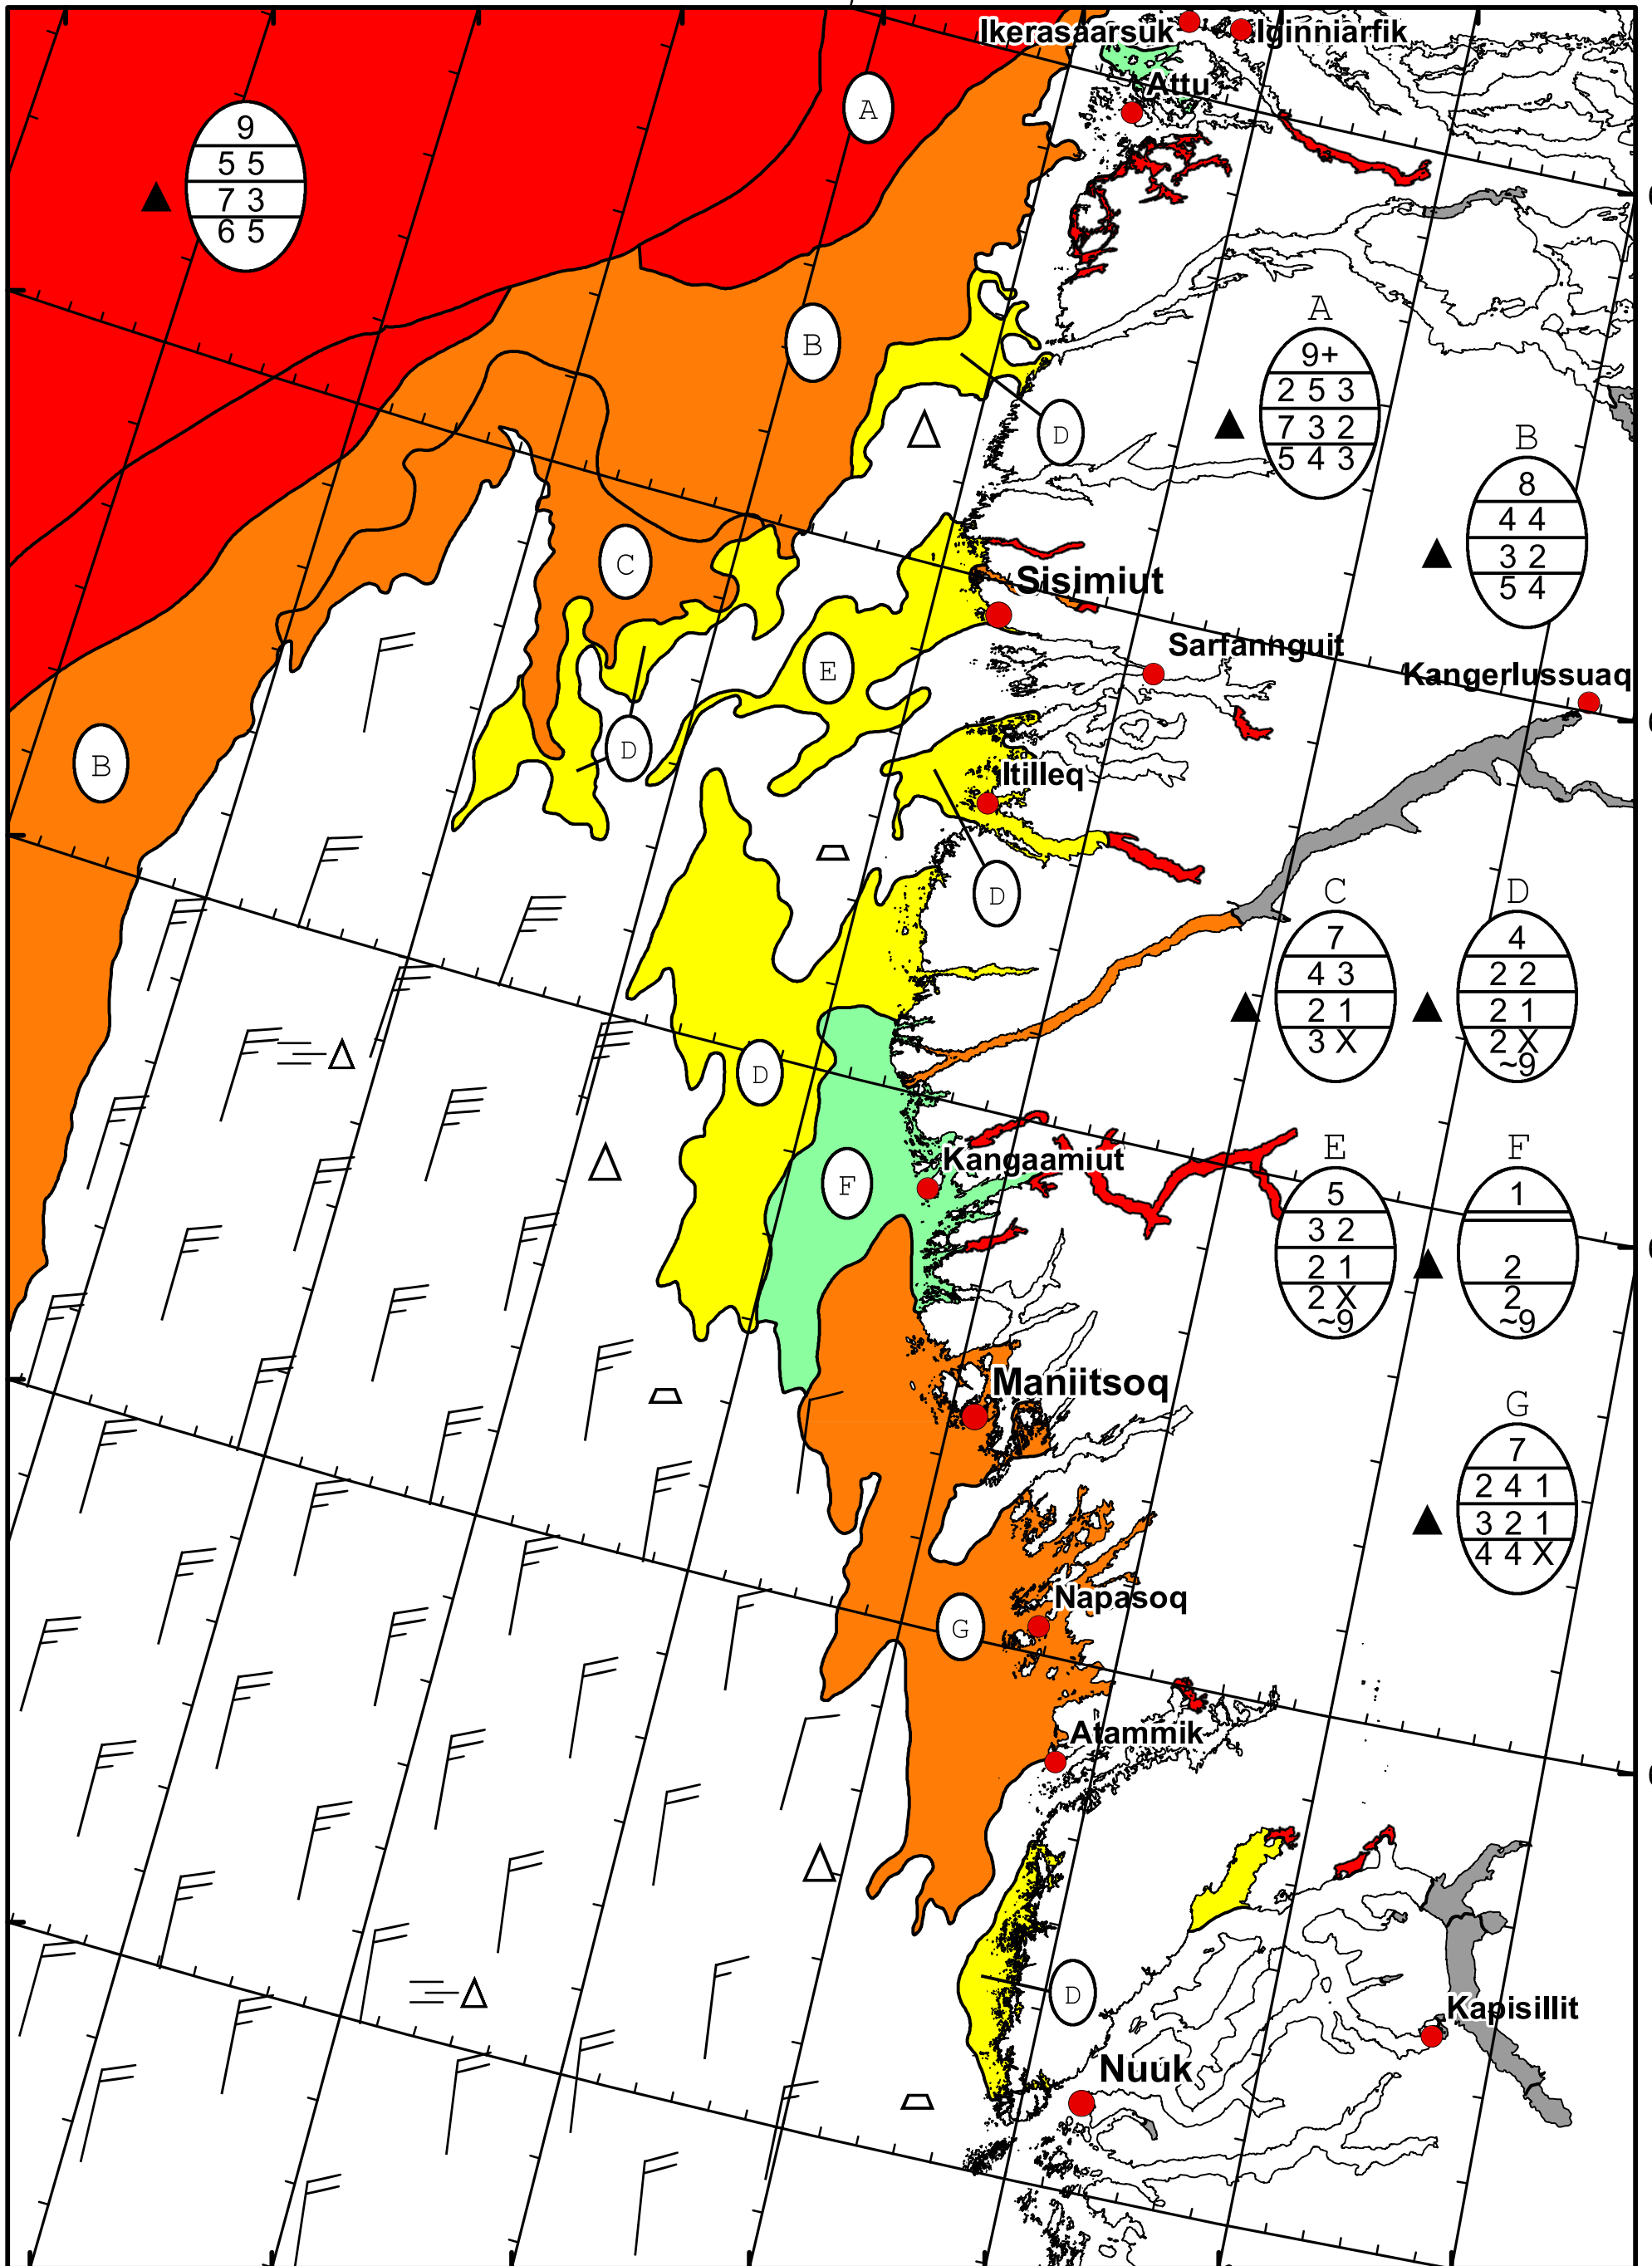 Ikerasaarsuk
Iginniarfik
Attu
A
9
5 5
7 3
6 5
A
9+
2 5 3
7 3 2
5 4 3
B
B
8
4 4
3 2
5 4
D
C
Sisimiut
Sarfannguit
Kangerlussuaq
E
D
B
Itilleq
D
C
7
4 3
2 1
3 X
D
4
2 2
2 1
2 X
~9
D
Kangaamiut
F
E
5
3 2
2 1
2 X
~9
F
1
2
2
~9
Maniitsoq
G
7
2 4 1
3 2 1
4 4 X
Napasoq
G
Atammik
D
Kapisillit
Nuuk